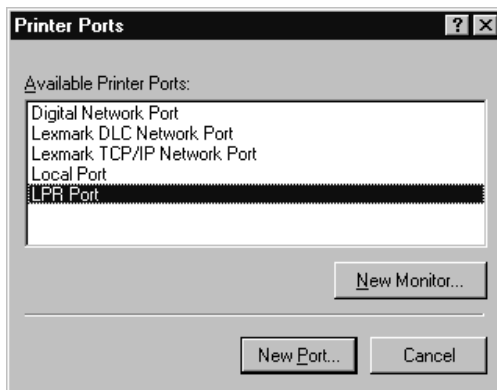 Printer Ports
? X
Available Printer Ports:
Digital Network Port
Lexmark DLC Network Port
Lexmark TCP/IP Network Port
Local Port
LPR Port
New Monitor...
New Port... Cancel